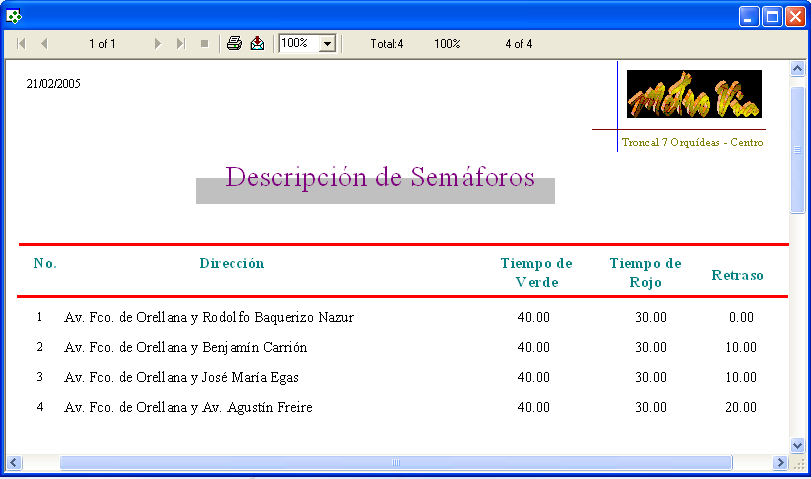 1 of 1 100% Total:4 100% 4 of 4
21/02/2005
Metro Via
Troncal 7 Orquídeas - Centro
Descripción de Semáforos
No. Dirección Tiempo de Verde Tiempo de Rojo Retraso
1 Av. Fco. de Orellana y Rodolfo Baquerizo Nazur 40.00 30.00 0.00
2 Av. Fco. de Orellana y Benjamín Carrión 40.00 30.00 10.00
3 Av. Fco. de Orellana y José María Egas 40.00 30.00 10.00
4 Av. Fco. de Orellana y Av. Agustín Freire 40.00 30.00 20.00